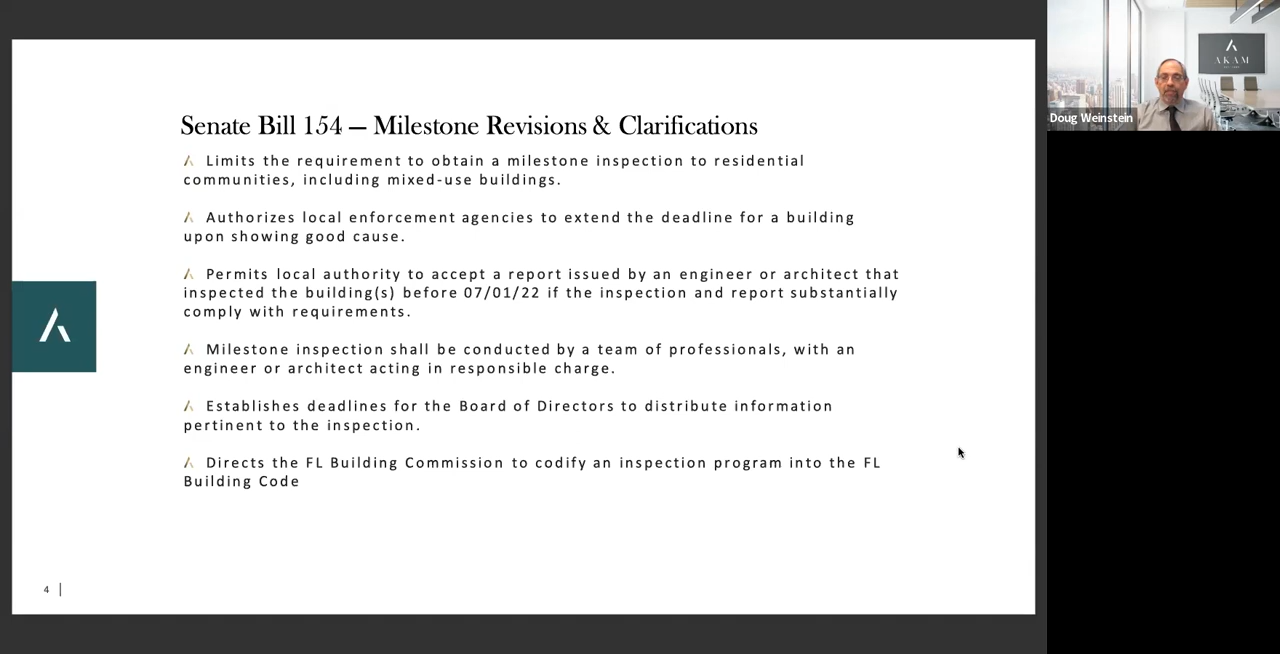 Senate Bill 154 — Milestone Revisions & Clarifications
Limits the requirement to obtain a milestone inspection to residential
communities, including mixed-use buildings.
Authorizes local enforcement agencies to extend the deadline for a building
upon showing good cause.
Permits local authority to accept a report issued by an engineer or architect that
inspected the building(s) before 07/01/22 if the inspection and report substantially
comply with requirements.
Milestone inspection shall be conducted by a team of professionals, with an
engineer or architect acting in responsible charge.
Establishes deadlines for the Board of Directors to distribute information
pertinent to the inspection.
Directs the FL Building Commission to codify an inspection program into the FL
Building Code
4 |
AKAM
Doug Weinstein